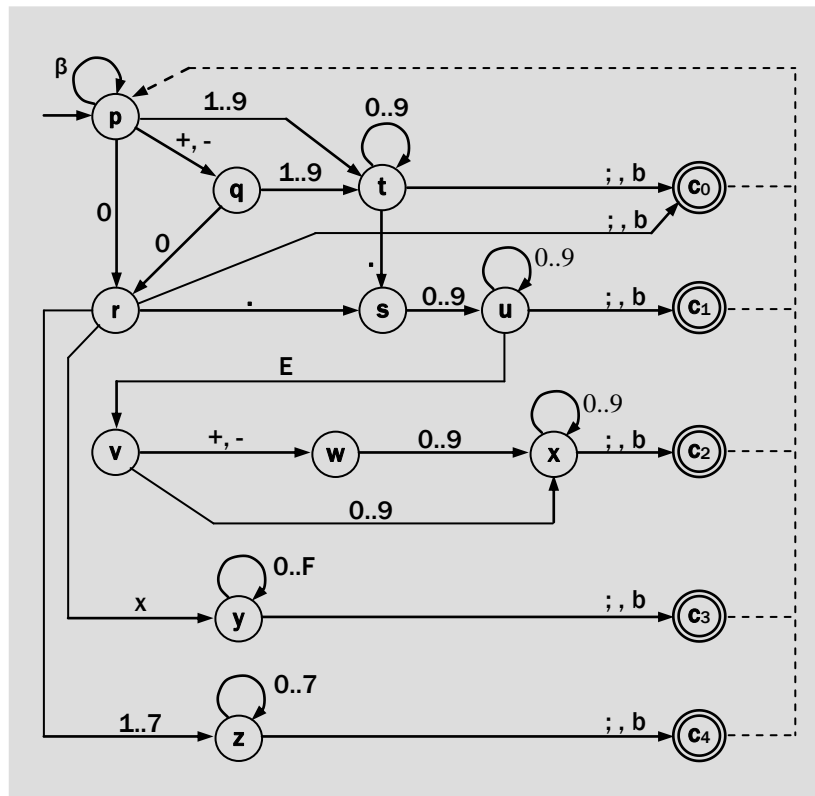 β
p
1..9
0..9
+, -
q
1..9
t
; , b
c0
0
0
; , b
.
r
.
s
0..9
u
0..9
; , b
c1
E
v
+, -
w
0..9
x
0..9
; , b
c2
0..9
x
y
0..F
; , b
c3
1..7
z
0..7
; , b
c4